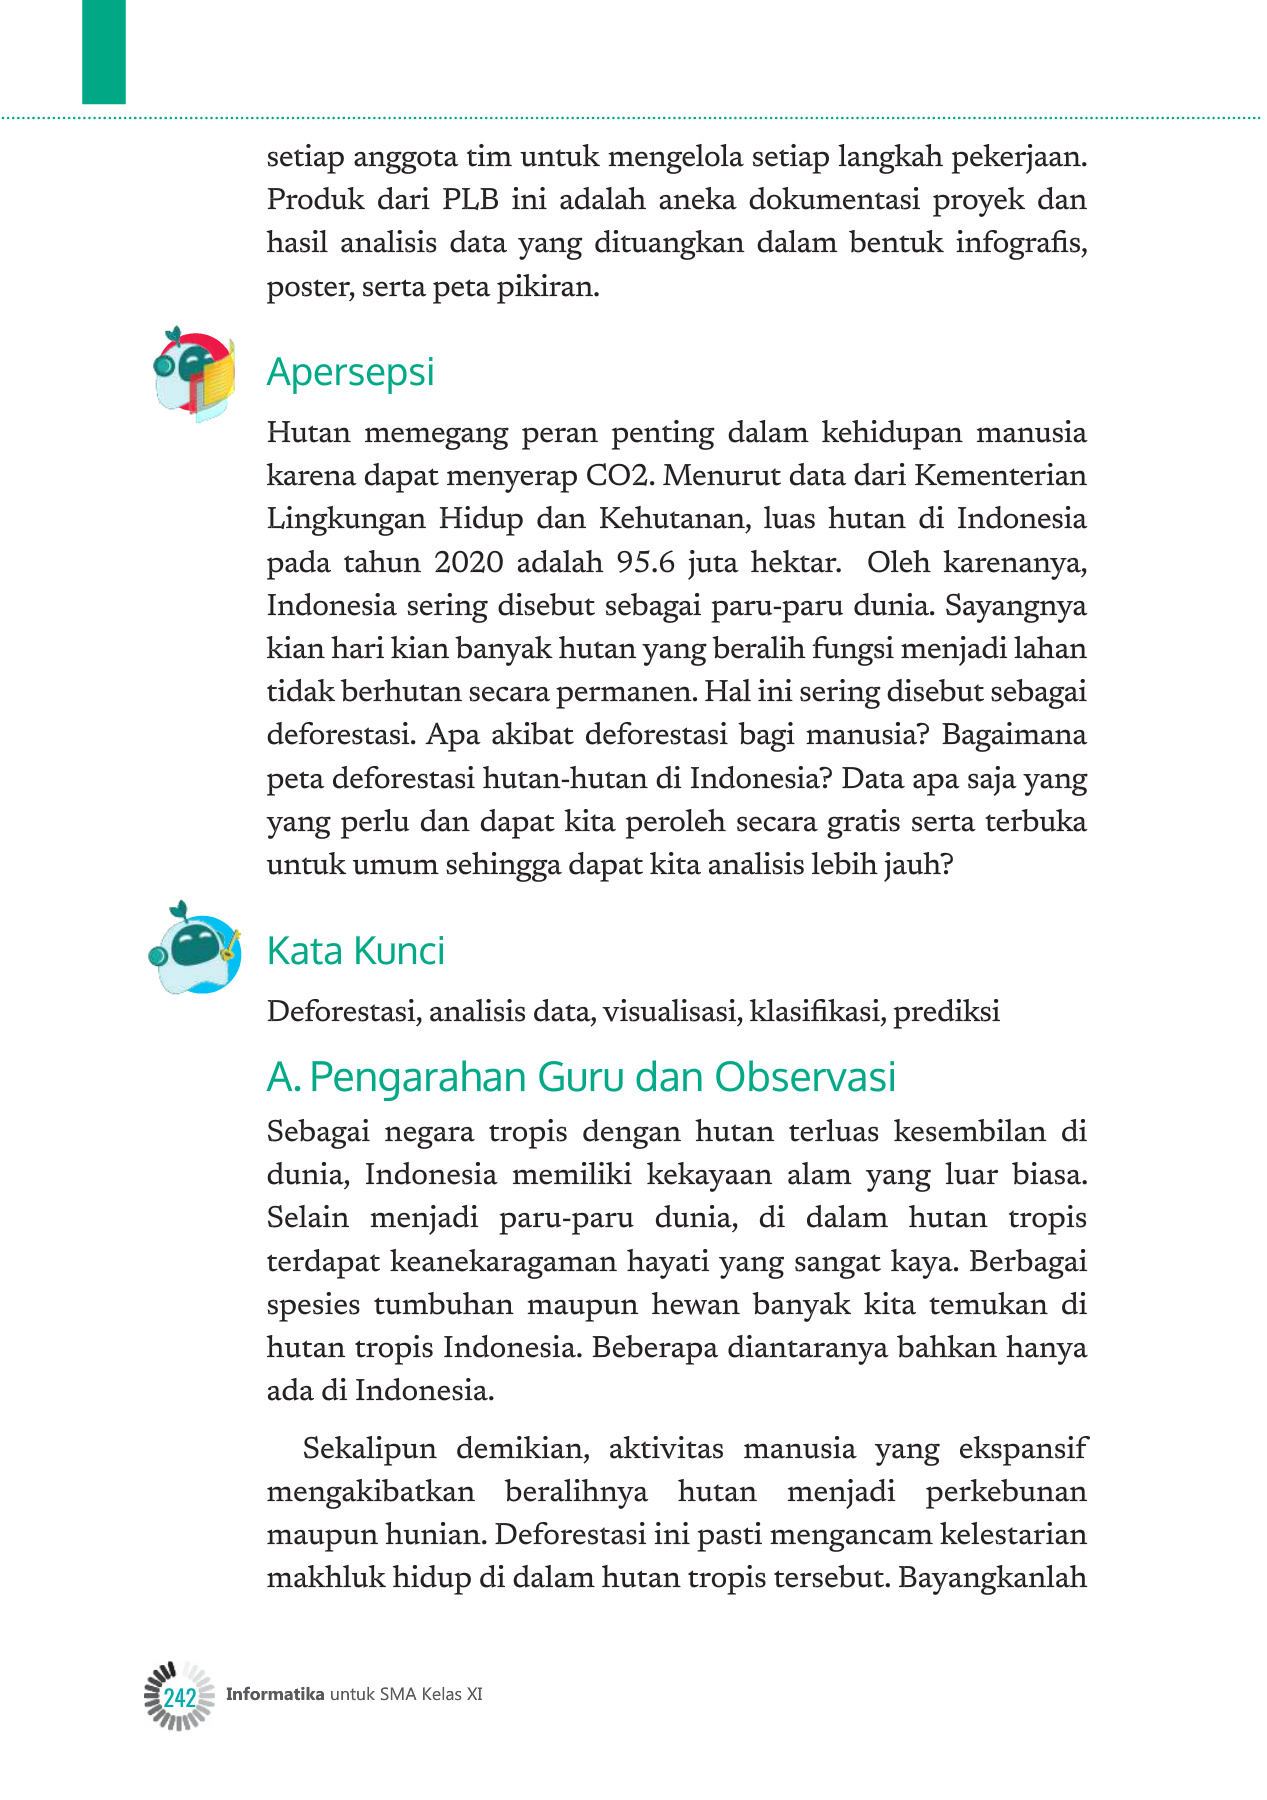 setiap anggota tim untuk mengelola setiap langkah pekerjaan.
Produk dari PLB ini adalah aneka dokumentasi proyek dan
hasil analisis data yang dituangkan dalam bentuk infografis,
poster, serta peta pikiran.
Apersepsi
Hutan memegang peran penting dalam kehidupan manusia
karena dapat menyerap CO2. Menurut data dari Kementerian
Lingkungan Hidup dan Kehutanan, luas hutan di Indonesia
pada tahun 2020 adalah 95.6 juta hektar. Oleh karenanya,
Indonesia sering disebut sebagai paru-paru dunia. Sayangnya
kian hari kian banyak hutan yang beralih fungsi menjadi lahan
tidak berhutan secara permanen. Hal ini sering disebut sebagai
deforestasi. Apa akibat deforestasi bagi manusia? Bagaimana
peta deforestasi hutan-hutan di Indonesia? Data apa saja yang
yang perlu dan dapat kita peroleh secara gratis serta terbuka
untuk umum sehingga dapat kita analisis lebih jauh?
Kata Kunci
Deforestasi, analisis data, visualisasi, klasifikasi, prediksi
A. Pengarahan Guru dan Observasi
Sebagai negara tropis dengan hutan terluas kesembilan di
dunia, Indonesia memiliki kekayaan alam yang luar biasa.
Selain menjadi paru-paru dunia, di dalam hutan tropis
terdapat keanekaragaman hayati yang sangat kaya. Berbagai
spesies tumbuhan maupun hewan banyak kita temukan di
hutan tropis Indonesia. Beberapa diantaranya bahkan hanya
ada di Indonesia.
Sekalipun demikian, aktivitas manusia yang ekspansif
mengakibatkan beralihnya hutan menjadi perkebunan
maupun hunian. Deforestasi ini pasti mengancam kelestarian
makhluk hidup di dalam hutan tropis tersebut. Bayangkanlah
242 Informatika untuk SMA Kelas XI